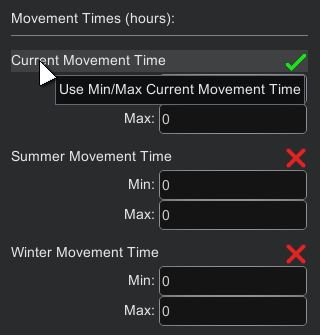 Movement Times (hours):
Current Movement Time
Use Min/Max Current Movement Time
Max: 0
Summer Movement Time
Min: 0
Max: 0
Winter Movement Time
Min: 0
Max: 0